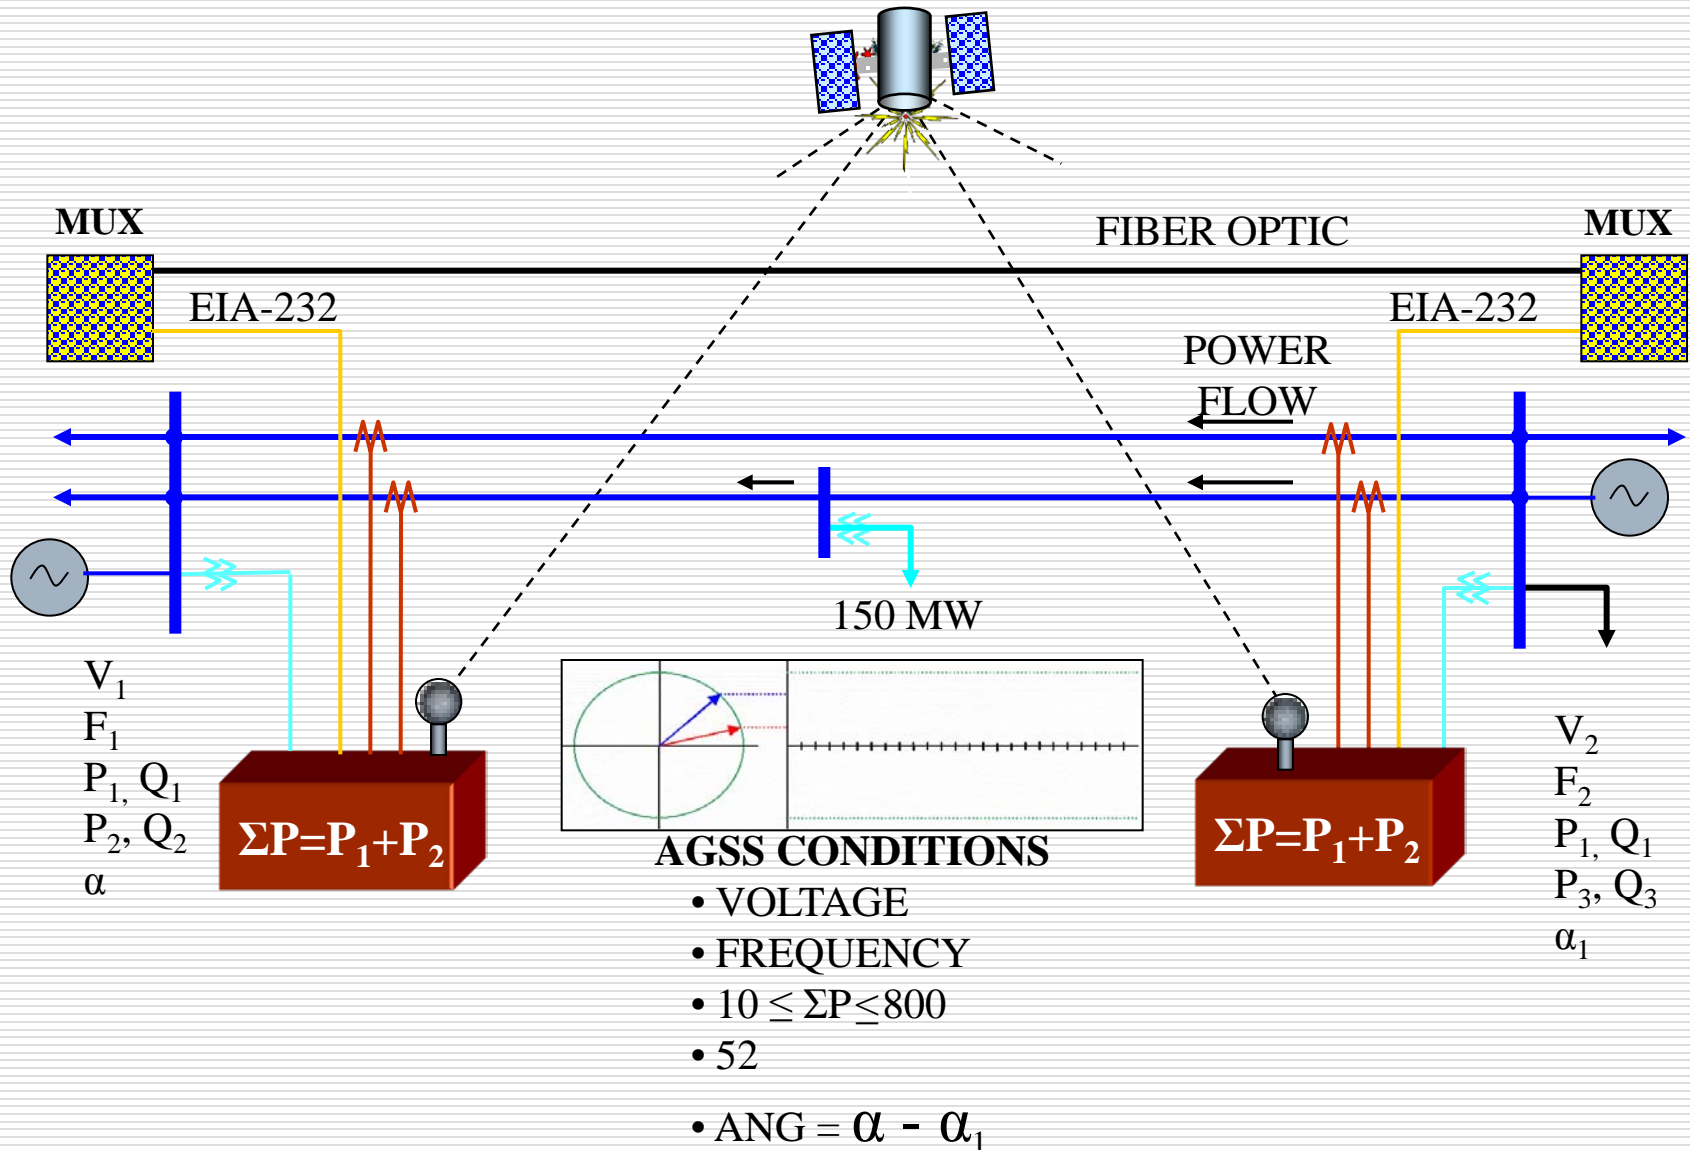 MUX
MUX
FIBER OPTIC
EIA-232
EIA-232
POWER
FLOW
150 MW
V₁
F₁
P₁, Q₁
P₂, Q₂
α
ΣP=P₁+P₂
ΣP=P₁+P₂
V₂
F₂
P₁, Q₁
P₃, Q₃
α₁
AGSS CONDITIONS
• VOLTAGE
• FREQUENCY
• 10 ≤ ΣP≤800
• 52
• ANG = α - α₁